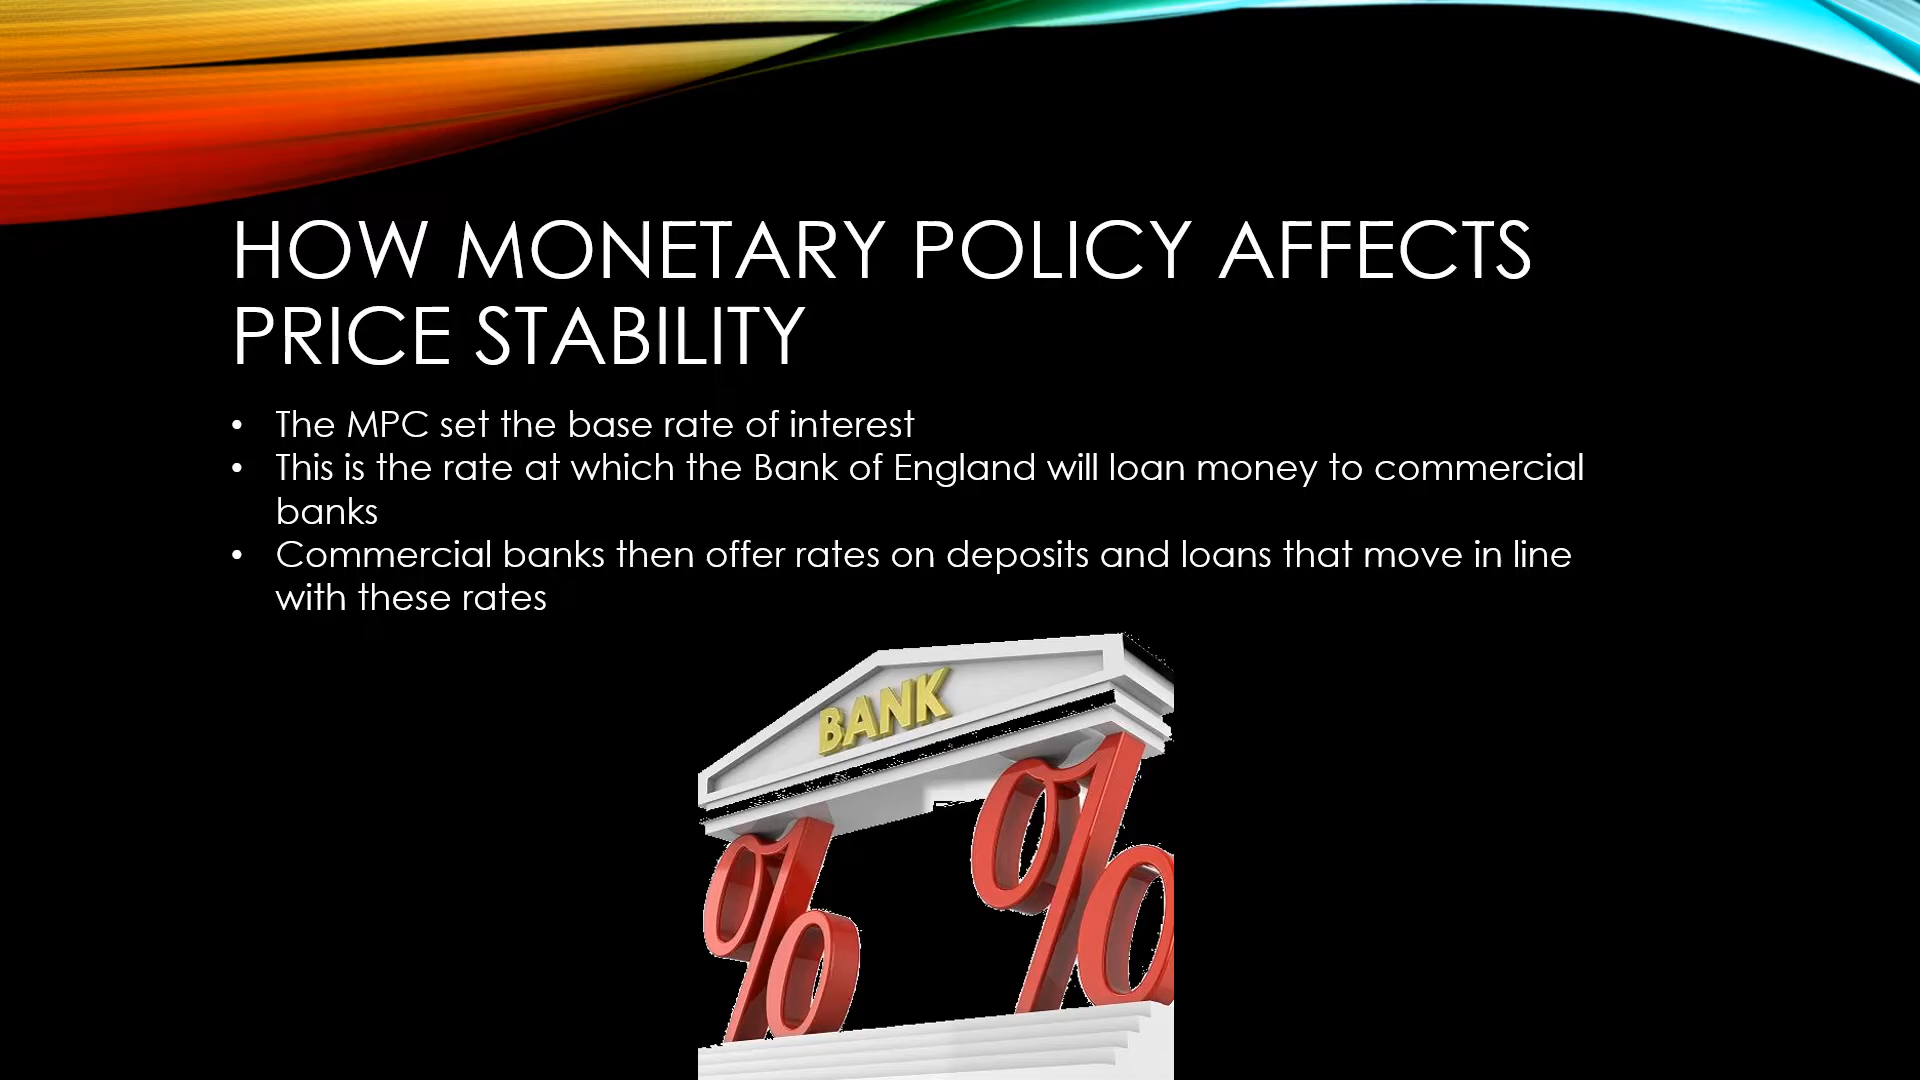 HOW MONETARY POLICY AFFECTS
PRICE STABILITY
• The MPC set the base rate of interest
• This is the rate at which the Bank of England will loan money to commercial
banks
• Commercial banks then offer rates on deposits and loans that move in line
with these rates
BANK
% %